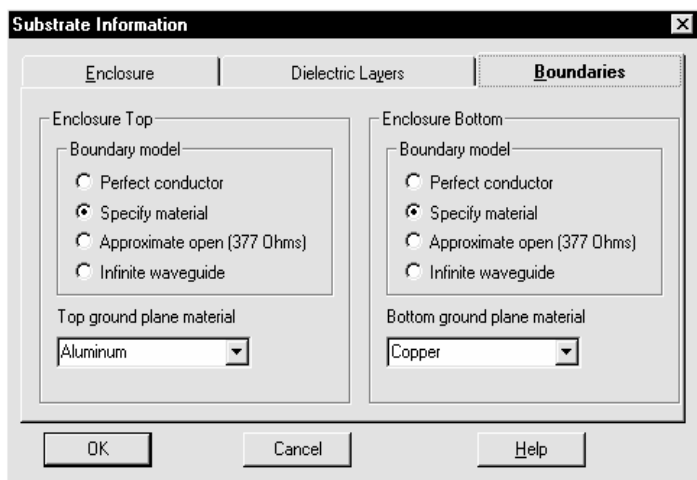 Substrate Information
Enclosure
Dielectric Layers
Boundaries
Enclosure Top
Boundary model
Perfect conductor
Specify material
Approximate open (377 Ohms)
Infinite waveguide
Top ground plane material
Aluminum
Enclosure Bottom
Boundary model
Perfect conductor
Specify material
Approximate open (377 Ohms)
Infinite waveguide
Bottom ground plane material
Copper
OK
Cancel
Help